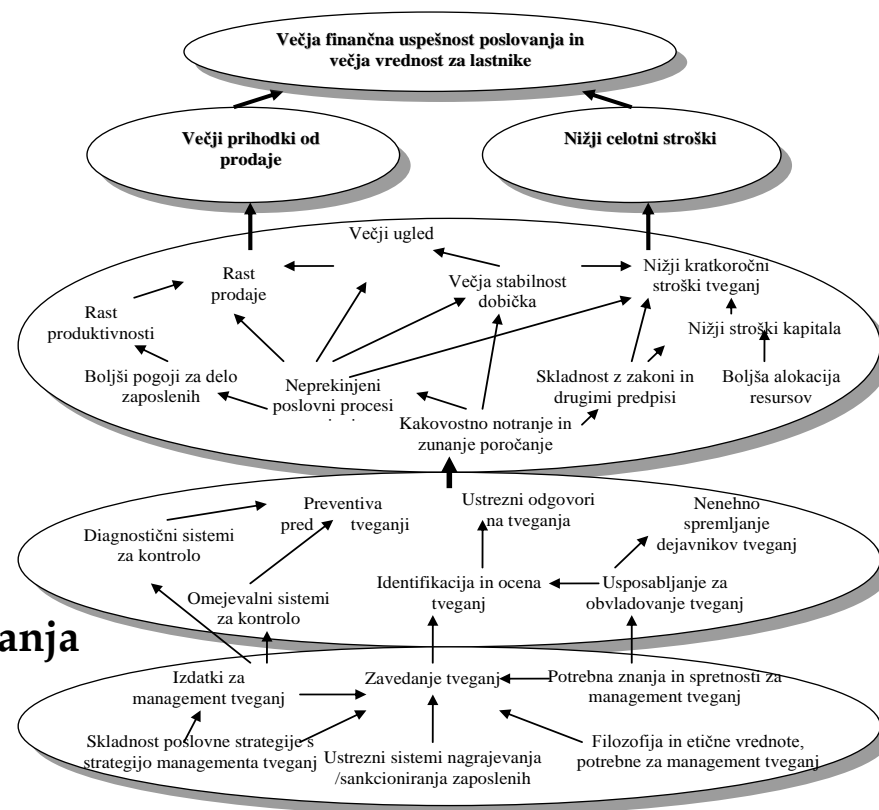 Večja finančna uspešnost poslovanja in
večja vrednost za lastnike
Večji prihodki od
prodaje
Nižji celotni stroški
Večji ugled
Rast
prodaje
Večja stabilnost
dobička
Nižji kratkoročni
stroški tveganj
Rast
produktivnosti
Nižji stroški kapitala
Boljši pogoji za delo
zaposlenih
Neprekinjeni
poslovni procesi
Skladnost z zakoni in
drugimi predpisi
Boljša alokacija
resursov
Kakovostno notranje in
zunanje poročanje
Preventiva
pred tveganji
Ustrezni odgovori
na tveganja
Nenehno
spremljanje
dejavnikov tveganj
Diagnostični sistemi
za kontrolo
Identifikacija in ocena
tveganj
Usposabljanje za
obvladovanje tveganj
Omejevalni sistemi
za kontrolo
anja
Izdatki za
management tveganj
Zavedanje tveganj
Potrebna znanja in spretnosti za
management tveganj
Skladnost poslovne strategije s
strategijo managementa tveganj
Ustrezni sistemi nagrajevanja
/sankcioniranja zaposlenih
Filozofija in etične vrednote,
potrebne za management tveganj